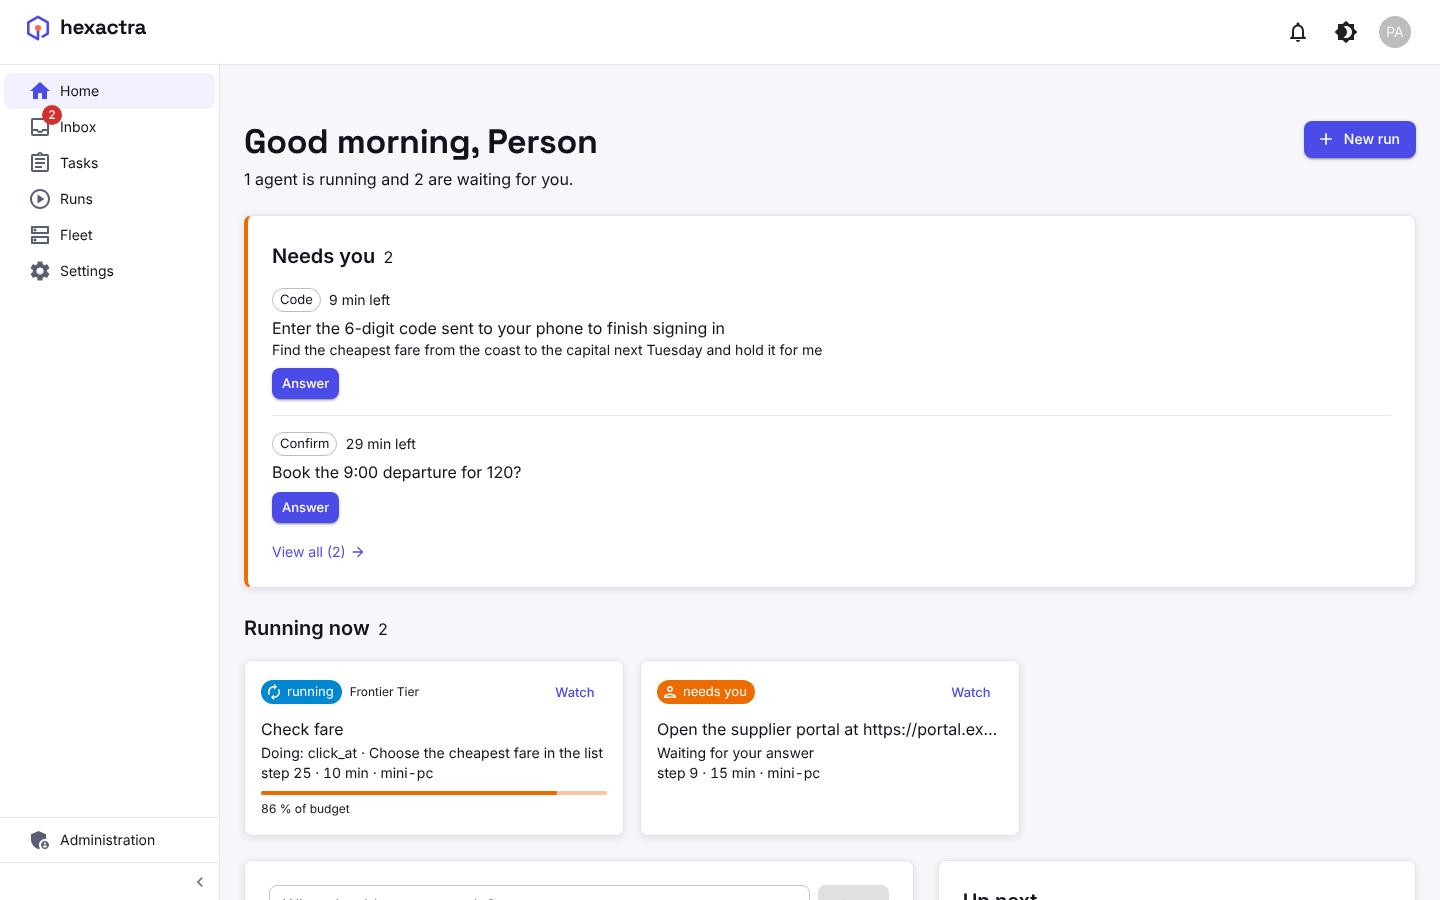 hexactra
PA
Home
2
Inbox
Tasks
Runs
Fleet
Settings
Administration
Good morning, Person
1 agent is running and 2 are waiting for you.
New run
Needs you 2
Code 9 min left
Enter the 6-digit code sent to your phone to finish signing in
Find the cheapest fare from the coast to the capital next Tuesday and hold it for me
Answer
Confirm 29 min left
Book the 9:00 departure for 120?
Answer
View all (2)
Running now 2
running Frontier Tier Watch
Check fare
Doing: click_at · Choose the cheapest fare in the list
step 25 · 10 min · mini-pc
86 % of budget
needs you Watch
Open the supplier portal at https://portal.ex...
Waiting for your answer
step 9 · 15 min · mini-pc
Up next